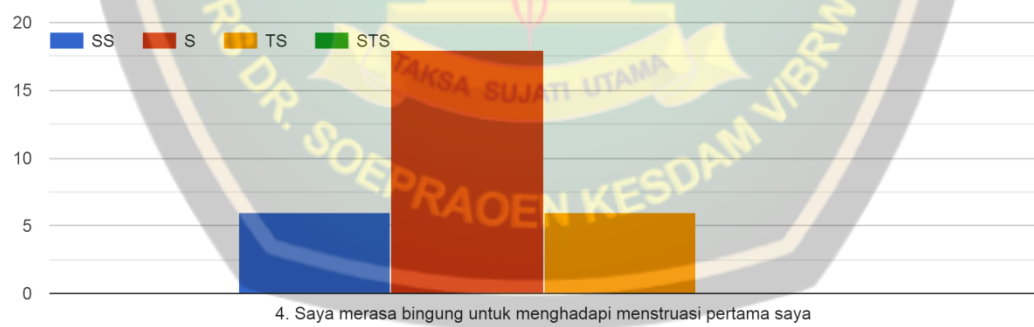 20
SS S TS STS
15
10
5
0
4. Saya merasa bingung untuk menghadapi menstruasi pertama saya
TAKSA SUJATI UTAMA
RS DR. SOEPRAOEN KESDAM V/BRW